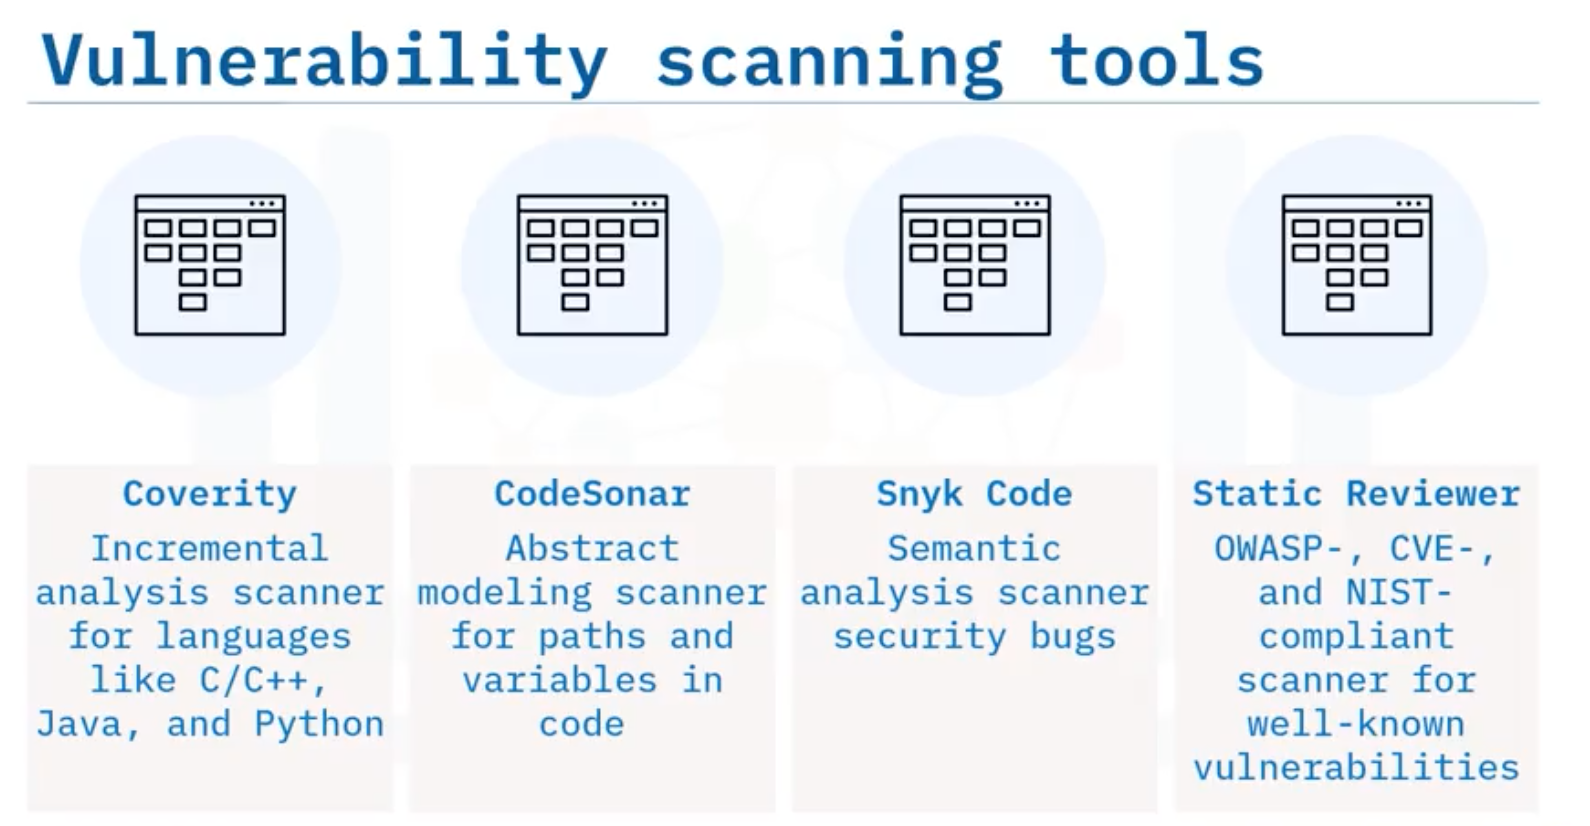 Vulnerability scanning tools
Coverity
Incremental
analysis scanner
for languages
like C/C++,
Java, and Python
CodeSonar
Abstract
modeling scanner
for paths and
variables in
code
Snyk Code
Semantic
analysis scanner
security bugs
Static Reviewer
OWASP-, CVE-,
and NIST-
compliant
scanner for
well-known
vulnerabilities